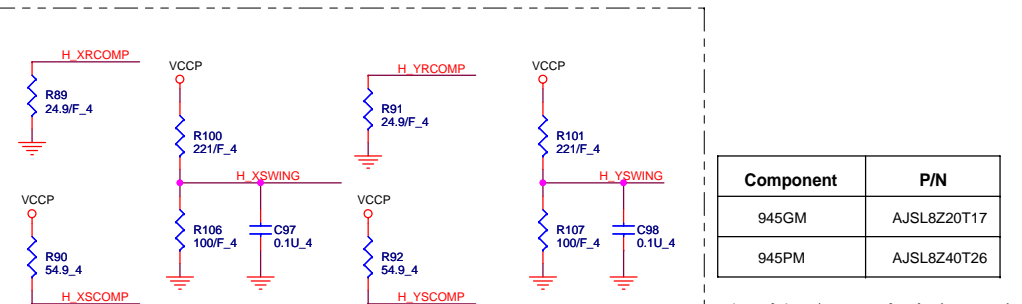 H_XRCOMP
R89
24.9/F_4
VCCP
R100
221/F_4
H_XSWING
R106
100/F_4
C97
0.1U_4
VCCP
R90
54.9_4
H_XSCOMP
H_YRCOMP
R91
24.9/F_4
VCCP
R101
221/F_4
H_YSWING
R107
100/F_4
C98
0.1U_4
VCCP
R92
54.9_4
H_YSCOMP
Component P/N
945GM AJSL8Z20T17
945PM AJSL8Z40T26